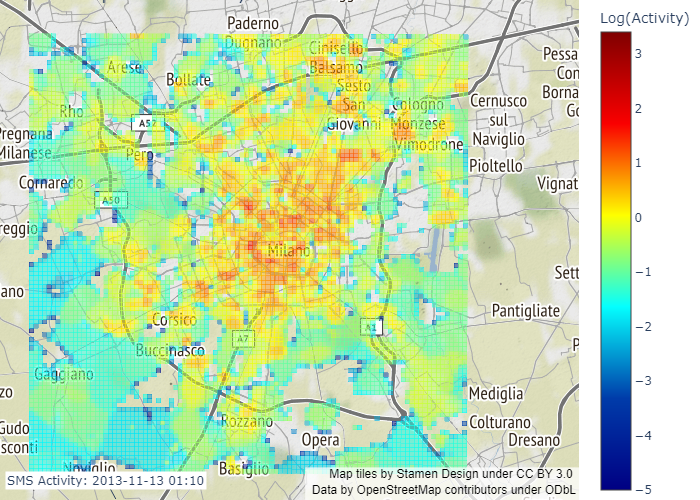 Log(Activity)
3
2
1
0
−1
−2
−3
−4
−5
Paderno
Dugnano
Cinisello
Balsamo
Arese
Bollate
Sesto
San
Giovanni
Rho
A52
Cologno
Monzese
Vimodrone
Pessa
Con
Borna
Go
Cernusco
sul
Naviglio
Pregnana
Milanese
Pero
Pioltello
Cornaredo
A50
Vignat
reggio
Milano
Sett
ano
Pantigliate
Corsico
A7
A1
Buccinasco
P
Gaggiano
zo
Mediglia
Rozzano
Colturano
Gudo
sconti
Opera
Dresano
Noviglio
Basiglio
SMS Activity: 2013-11-13 01:10
Map tiles by Stamen Design under CC BY 3.0
Data by OpenStreetMap contributors under ODbL